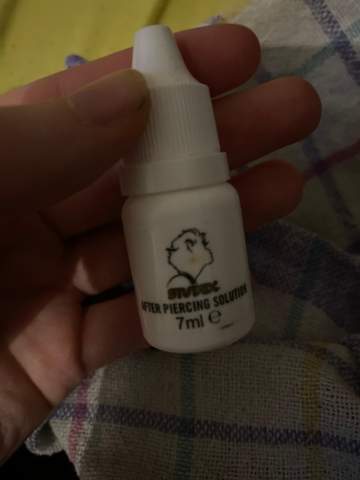 STUDEX
AFTER PIERCING SOLUTION
7ml ℮